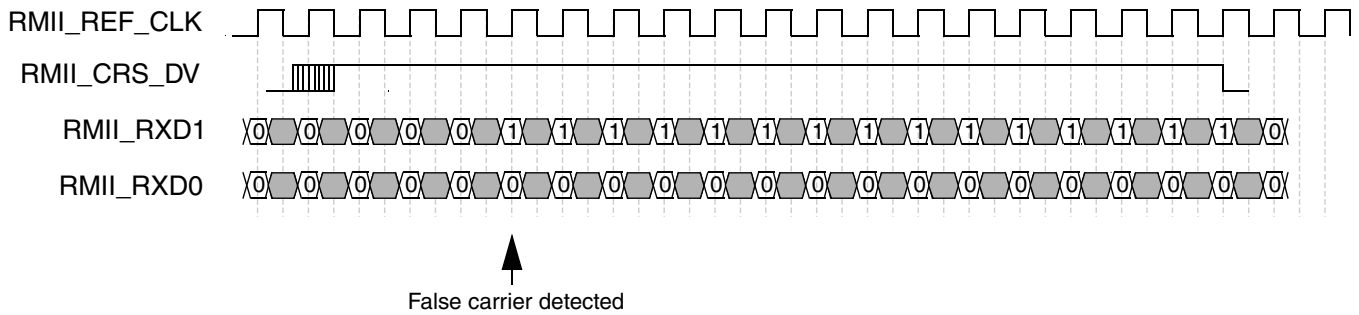 RMII_REF_CLK
RMII_CRS_DV
RMII_RXD1 0 0 0 0 0 1 1 1 1 1 1 1 1 1 1 1 1 1 1 1 0
RMII_RXD0 0 0 0 0 0 0 0 0 0 0 0 0 0 0 0 0 0 0 0 0 0
False carrier detected